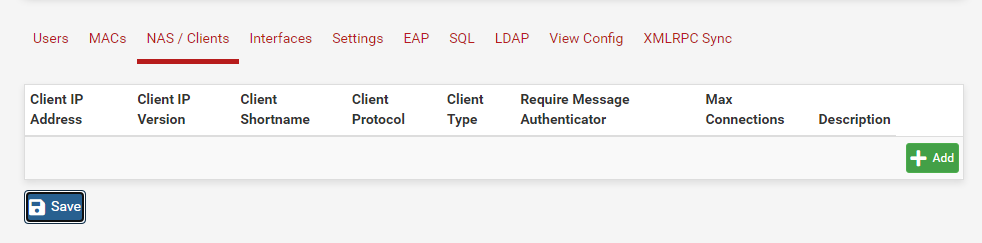 Users MACs NAS / Clients Interfaces Settings EAP SQL LDAP View Config XMLRPC Sync
Client IP Client IP Client Client Client Require Message Max
Address Version Shortname Protocol Type Authenticator Connections Description
Add
Save